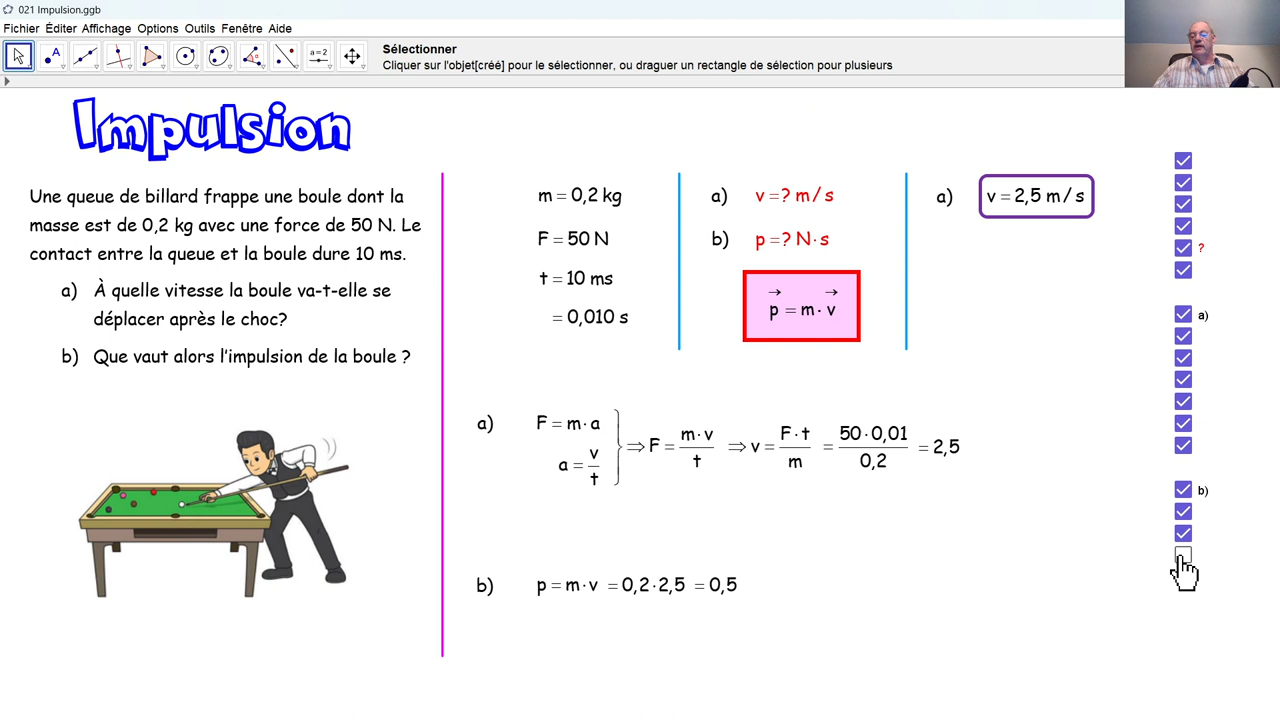 021 Impulsion.ggb
Fichier Éditer Affichage Options Outils Fenêtre Aide
A
a=2
Sélectionner
Cliquer sur l'objet[créé] pour le sélectionner, ou draguer un rectangle de sélection pour plusieurs
Impulsion
Une queue de billard frappe une boule dont la
masse est de 0,2 kg avec une force de 50 N. Le
contact entre la queue et la boule dure 10 ms.
a) À quelle vitesse la boule va-t-elle se
déplacer après le choc?
b) Que vaut alors l'impulsion de la boule ?
m = 0,2 kg
F = 50 N
t = 10 ms
= 0,010 s
a) v = ? m / s
b) p = ? N · s
p⃗ = m · v⃗
a) v = 2,5 m / s
a) F = m · a
a = v/t
⇒ F = m · v / t ⇒ v = F · t / m = 50 · 0,01 / 0,2 = 2,5
b) p = m · v = 0,2 · 2,5 = 0,5
?
a)
b)